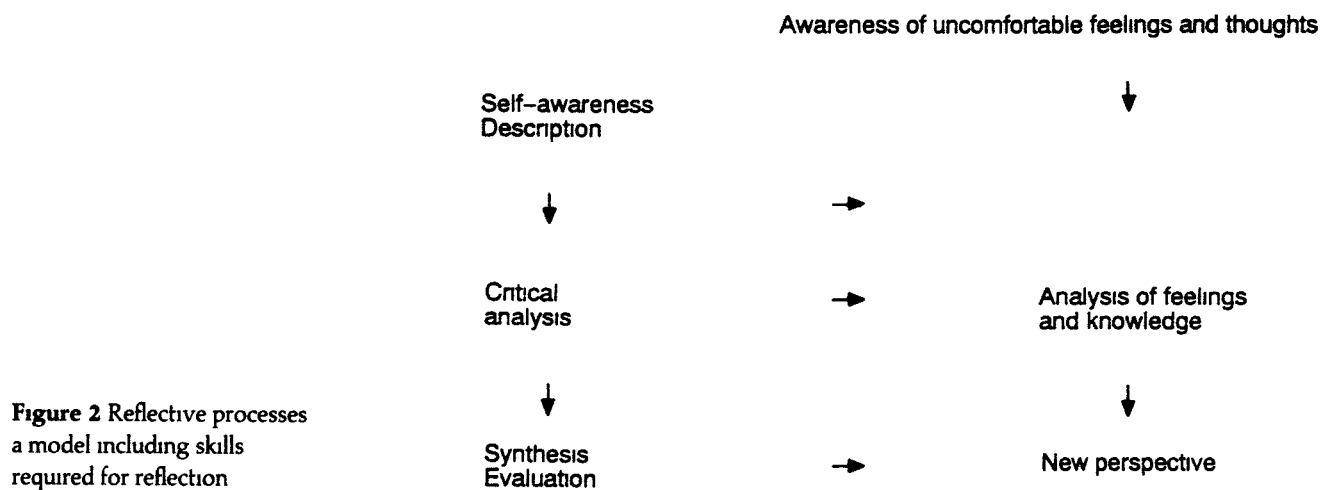 Awareness of uncomfortable feelings and thoughts
Self–awareness
Description
Critical
analysis
Analysis of feelings
and knowledge
Figure 2 Reflective processes
a model including skills
required for reflection
Synthesis
Evaluation
New perspective